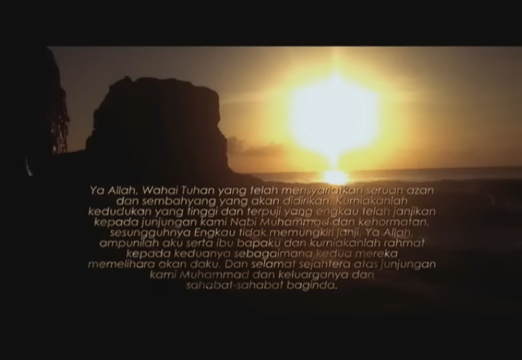 Ya Allah, Wahai Tuhan yang telah mensyariatkan seruan azan
dan sembahyang yang akan didirikan. Kurniakanlah
kedudukan yang tinggi dan terpuji yang engkau telah janjikan
kepada junjungan kami Nabi Muhammad dan kehormatan,
sesungguhnya Engkau tidak memungkiri janji. Ya Allah,
ampunilah aku serta ibu bapaku dan kurniakanlah rahmat
kepada keduanya sebagaimana kedua mereka
memelihara akan daku. Dan selamat sejahtera atas junjungan
kami Muhammad dan keluarganya dan
sahabat-sahabat baginda.